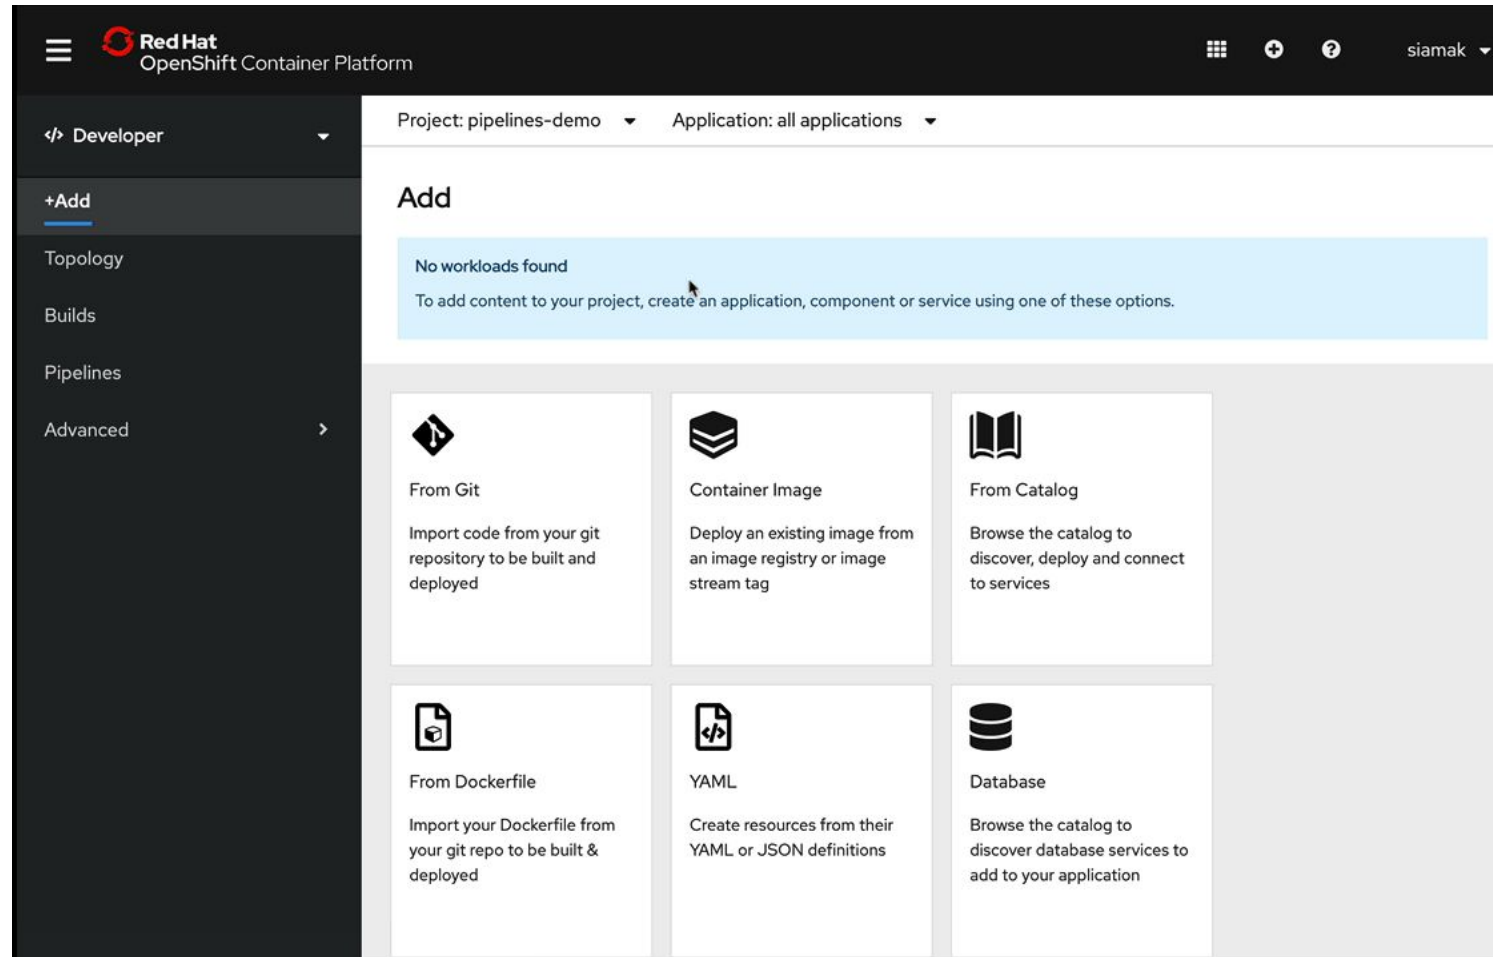 Red Hat
OpenShift Container Platform
siamak
Developer
Project: pipelines-demo
Application: all applications
+Add
Topology
Builds
Pipelines
Advanced
Add
No workloads found
To add content to your project, create an application, component or service using one of these options.
From Git
Import code from your git
repository to be built and
deployed
Container Image
Deploy an existing image from
an image registry or image
stream tag
From Catalog
Browse the catalog to
discover, deploy and connect
to services
From Dockerfile
Import your Dockerfile from
your git repo to be built &
deployed
YAML
Create resources from their
YAML or JSON definitions
Database
Browse the catalog to
discover database services to
add to your application